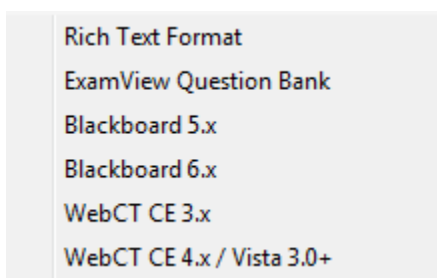 Rich Text Format
ExamView Question Bank
Blackboard 5.x
Blackboard 6.x
WebCT CE 3.x
WebCT CE 4.x / Vista 3.0+